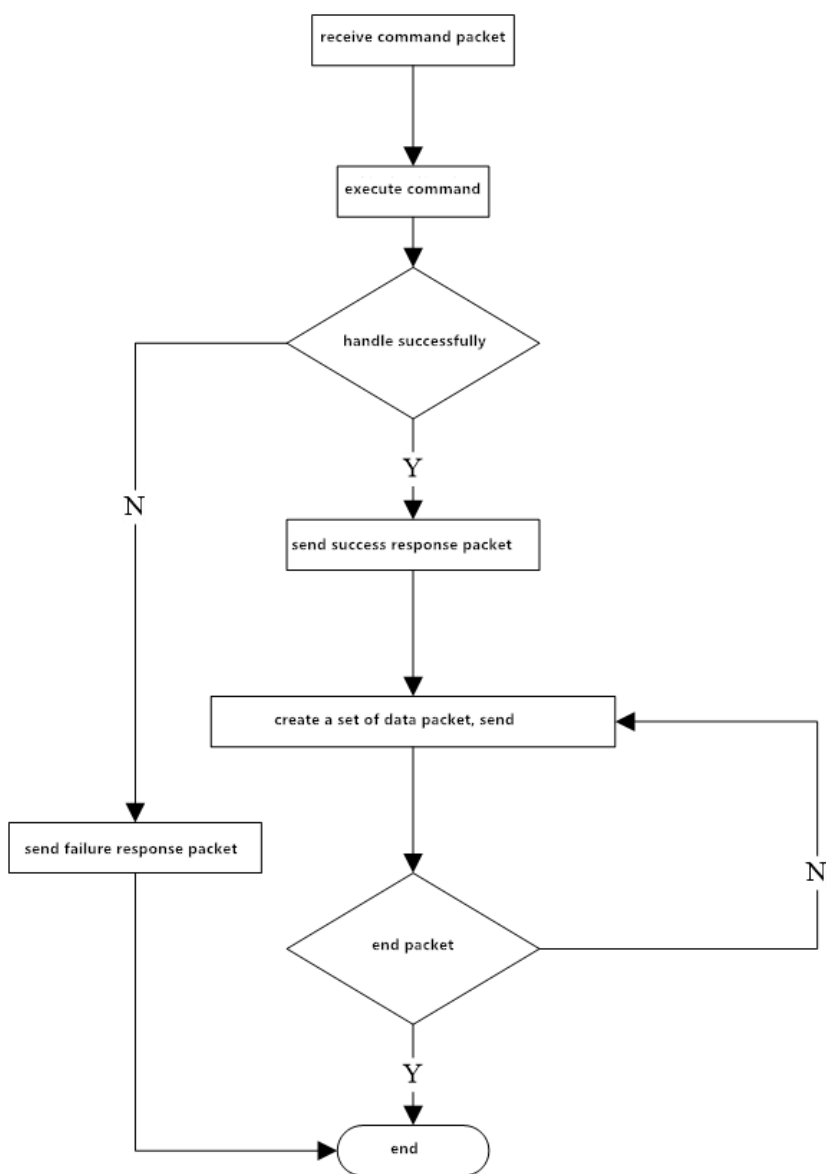 receive command packet
execute command
handle successfully
Y
N
send success response packet
create a set of data packet, send
send failure response packet
N
end packet
Y
end